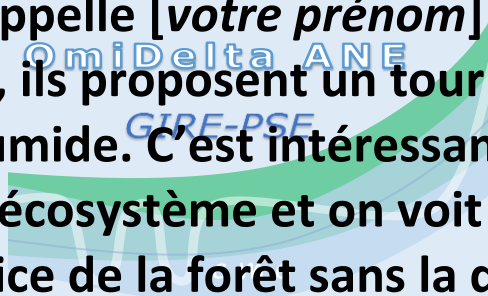 ppelle [votre prénom]
OmiDelta ANE
, ils proposent un tour
GIRE-PSE
umide. C’est intéressan
écosystème et on voit
ice de la forêt sans la d